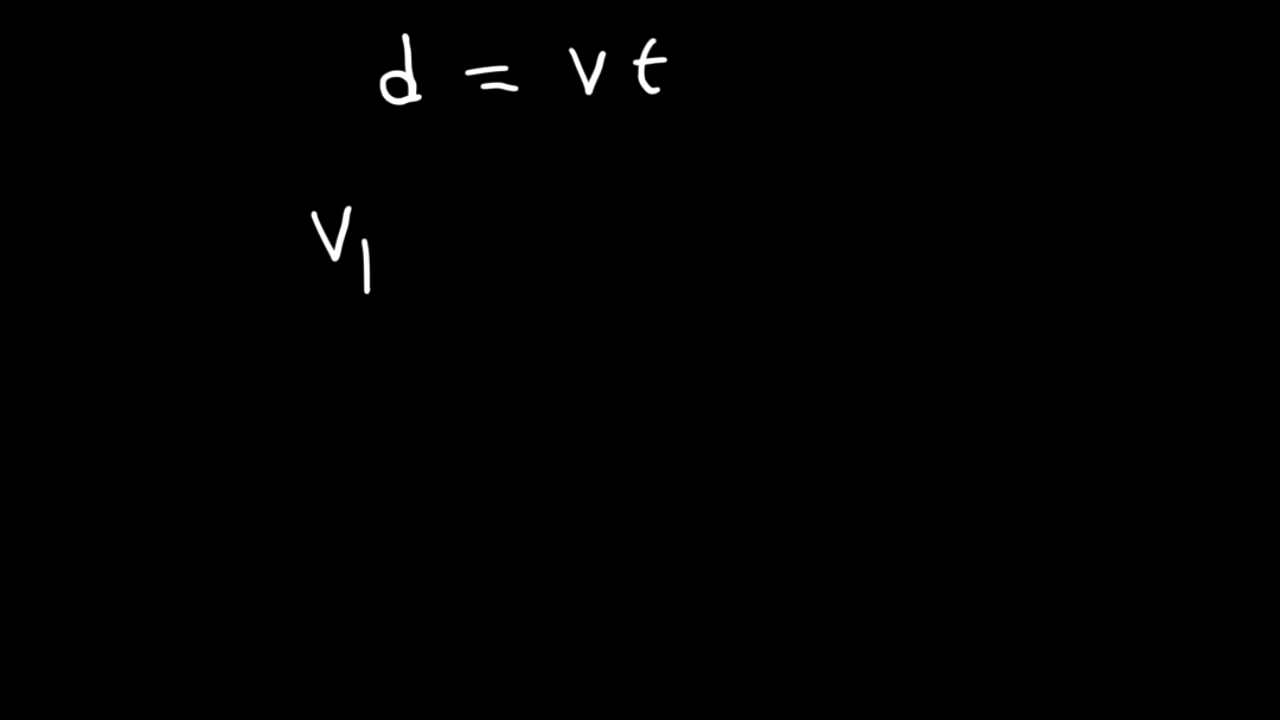 d = vt
v₁